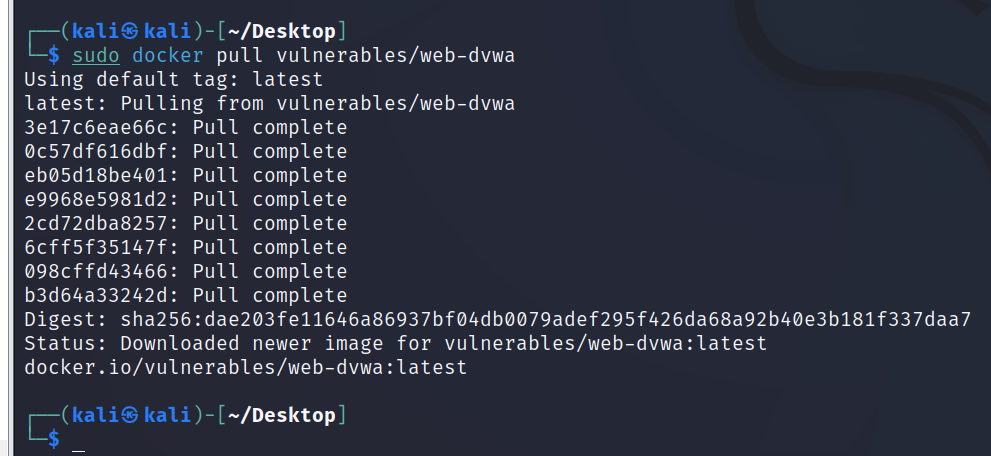 ┌──(kali㉿kali)-[~/Desktop]
└─$ sudo docker pull vulnerables/web-dvwa
Using default tag: latest
latest: Pulling from vulnerables/web-dvwa
3e17c6eae66c: Pull complete
0c57df616dbf: Pull complete
eb05d18be401: Pull complete
e9968e5981d2: Pull complete
2cd72dba8257: Pull complete
6cff5f35147f: Pull complete
098cffd43466: Pull complete
b3d64a33242d: Pull complete
Digest: sha256:dae203fe11646a86937bf04db0079adef295f426da68a92b40e3b181f337daa7
Status: Downloaded newer image for vulnerables/web-dvwa:latest
docker.io/vulnerables/web-dvwa:latest
┌──(kali㉿kali)-[~/Desktop]
└─$ _